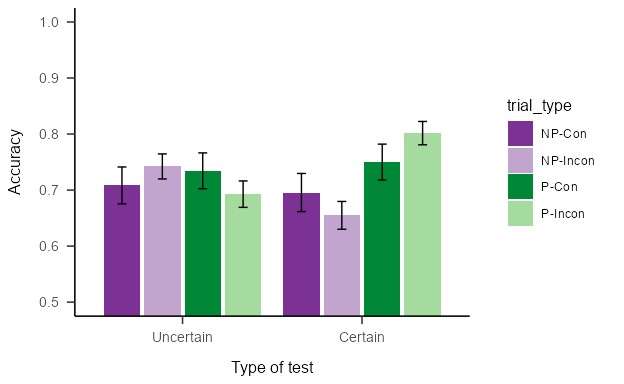 1.0
0.9
0.8
0.7
0.6
0.5
Accuracy
Uncertain
Certain
Type of test
trial_type
NP-Con
NP-Incon
P-Con
P-Incon